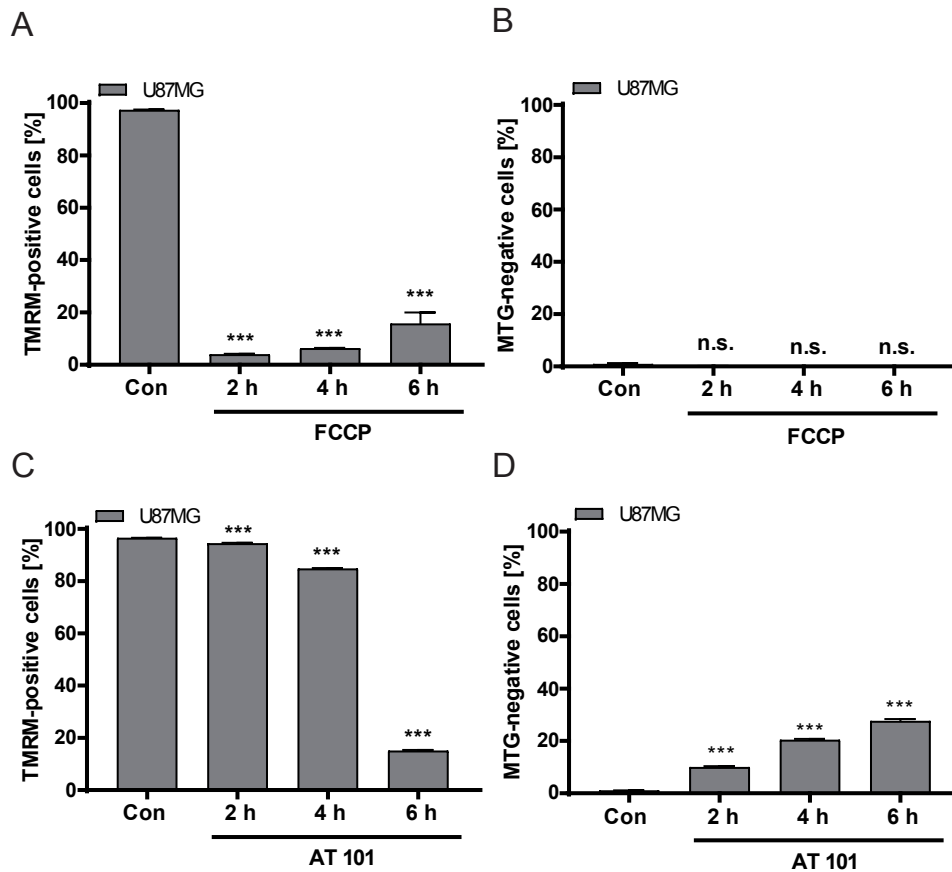 A
U87MG
TMRM-positive cells [%]
100
80
60
40
20
0
***
***
***
Con 2 h 4 h 6 h
FCCP
B
U87MG
MTG-negative cells [%]
100
80
60
40
20
0
n.s. n.s. n.s.
Con 2 h 4 h 6 h
FCCP
C
U87MG
TMRM-positive cells [%]
100
80
60
40
20
0
***
***
***
Con 2 h 4 h 6 h
AT 101
D
U87MG
MTG-negative cells [%]
100
80
60
40
20
0
***
***
***
Con 2 h 4 h 6 h
AT 101